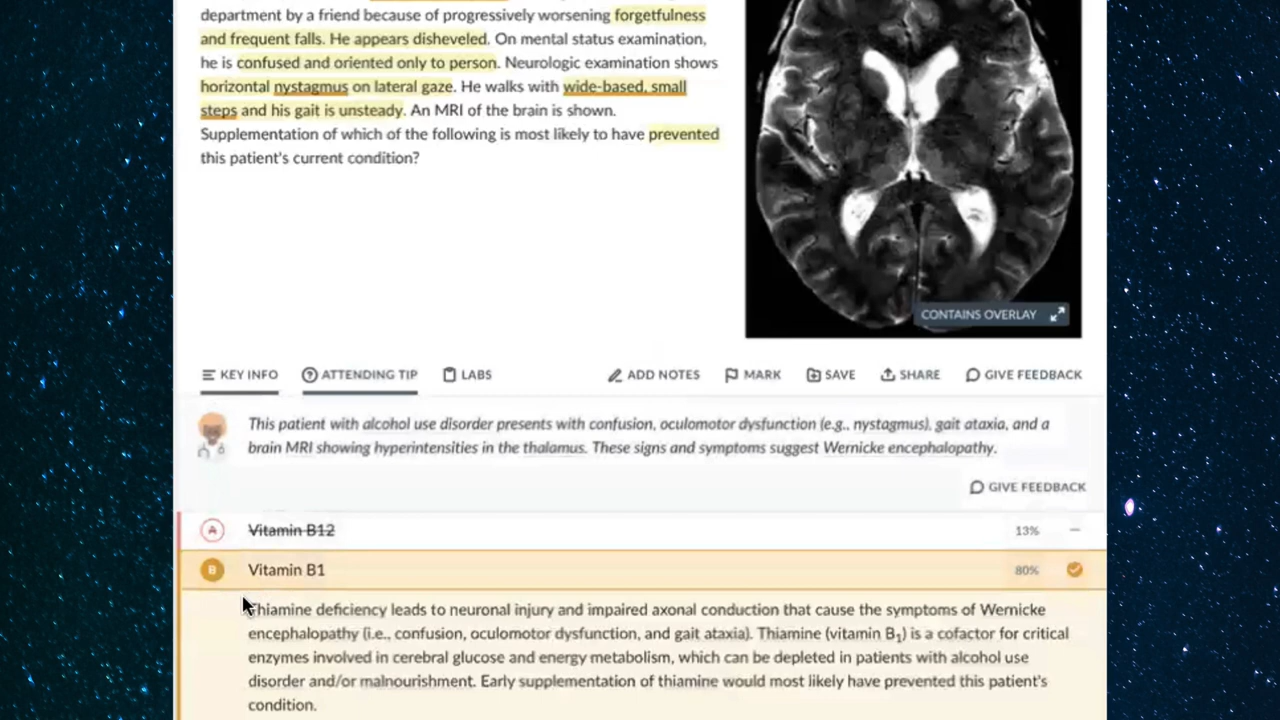 department by a friend because of progressively worsening forgetfulness
and frequent falls. He appears disheveled. On mental status examination,
he is confused and oriented only to person. Neurologic examination shows
horizontal nystagmus on lateral gaze. He walks with wide-based, small
steps and his gait is unsteady. An MRI of the brain is shown.
Supplementation of which of the following is most likely to have prevented
this patient's current condition?
CONTAINS OVERLAY
KEY INFO ATTENDING TIP LABS ADD NOTES MARK SAVE SHARE GIVE FEEDBACK
This patient with alcohol use disorder presents with confusion, oculomotor dysfunction (e.g., nystagmus), gait ataxia, and a
brain MRI showing hyperintensities in the thalamus. These signs and symptoms suggest Wernicke encephalopathy.
GIVE FEEDBACK
A Vitamin B12 13%
B Vitamin B1 80%
Thiamine deficiency leads to neuronal injury and impaired axonal conduction that cause the symptoms of Wernicke
encephalopathy (i.e., confusion, oculomotor dysfunction, and gait ataxia). Thiamine (vitamin B₁) is a cofactor for critical
enzymes involved in cerebral glucose and energy metabolism, which can be depleted in patients with alcohol use
disorder and/or malnourishment. Early supplementation of thiamine would most likely have prevented this patient's
condition.